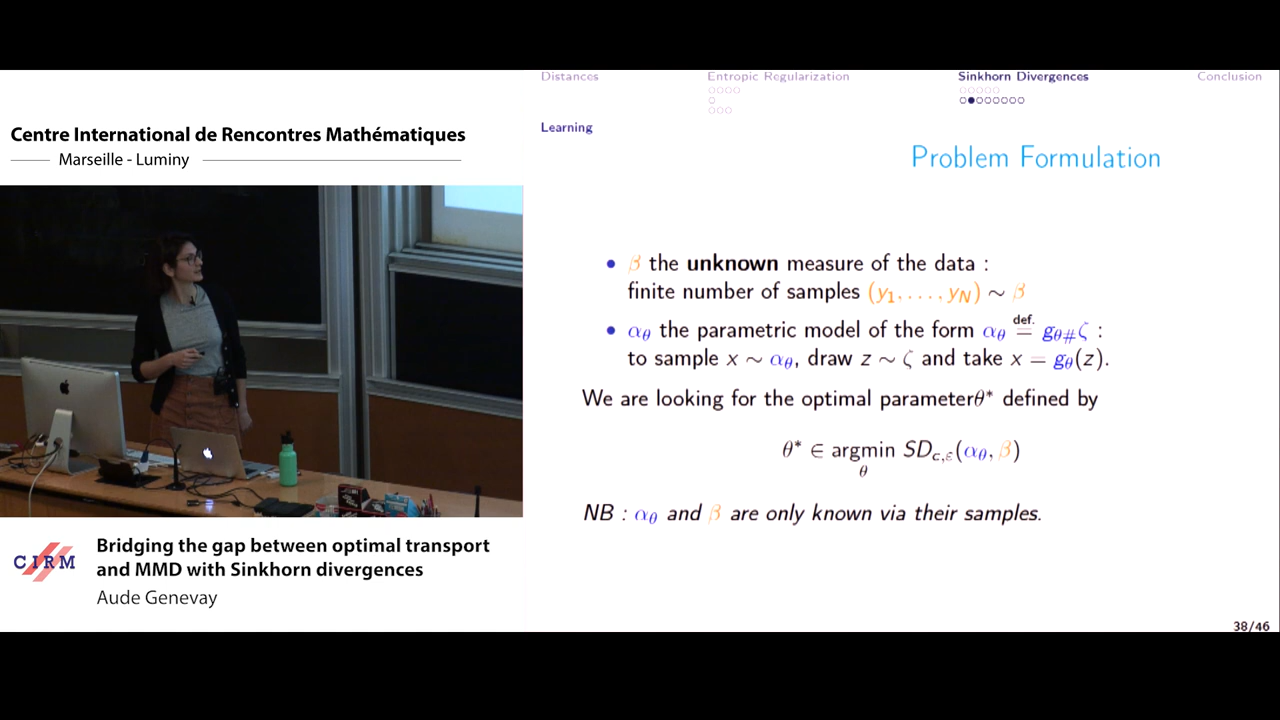 Centre International de Rencontres Mathématiques
Marseille - Luminy
CIRM
Bridging the gap between optimal transport
and MMD with Sinkhorn divergences
Aude Genevay
Distances Entropic Regularization Sinkhorn Divergences Conclusion
Learning
Problem Formulation
• β the unknown measure of the data :
finite number of samples (y₁, . . . , y_N) ∼ β
• α_θ the parametric model of the form α_θ def. = g_θ#ζ :
to sample x ∼ α_θ, draw z ∼ ζ and take x = g_θ(z).
We are looking for the optimal parameterθ* defined by
θ* ∈ argmin SD_c,ε(α_θ, β)
θ
NB : α_θ and β are only known via their samples.
38/46